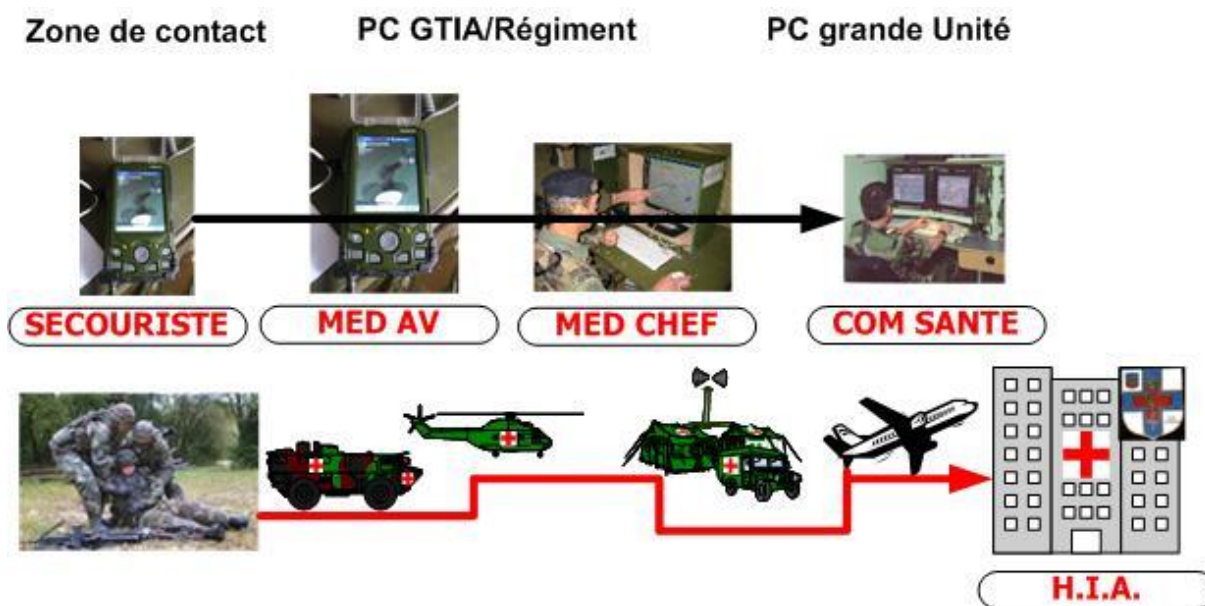 Zone de contact
PC GTIA/Régiment
PC grande Unité
SECOURISTE
MED AV
MED CHEF
COM SANTE
H.I.A.